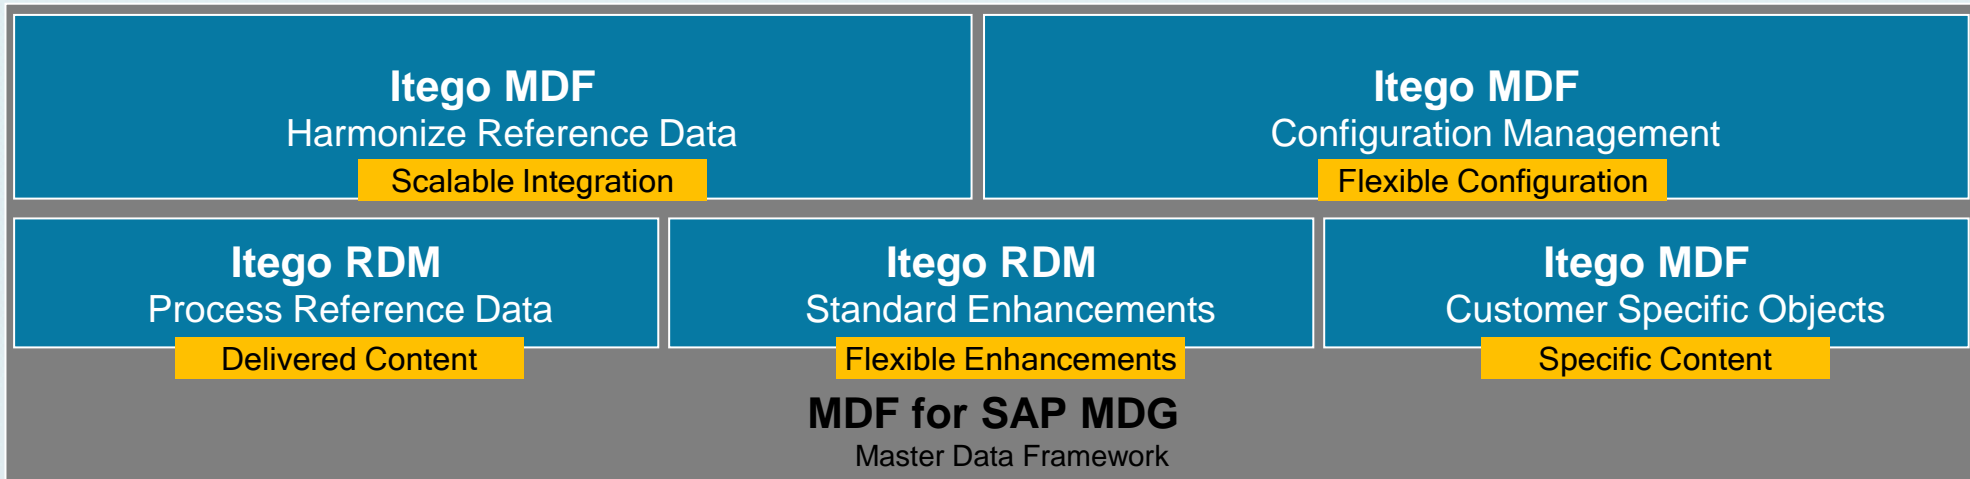 Itego MDF
Harmonize Reference Data
Scalable Integration
Itego MDF
Configuration Management
Flexible Configuration
Itego RDM
Process Reference Data
Delivered Content
Itego RDM
Standard Enhancements
Flexible Enhancements
Itego MDF
Customer Specific Objects
Specific Content
MDF for SAP MDG
Master Data Framework